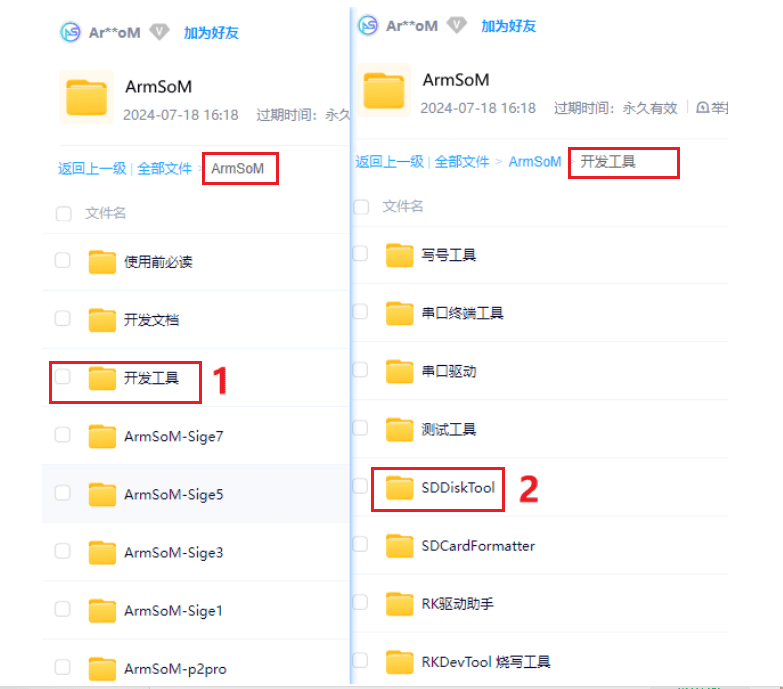 Ar**oM 加为好友
ArmSoM
2024-07-18 16:18 过期时间：永久
返回上一级 | 全部文件 > ArmSoM
文件名
使用前必读
开发文档
开发工具
1
ArmSoM-Sige7
ArmSoM-Sige5
ArmSoM-Sige3
ArmSoM-Sige1
ArmSoM-p2pro
Ar**oM 加为好友
ArmSoM
2024-07-18 16:18 过期时间：永久有效 举报
返回上一级 | 全部文件 > ArmSoM > 开发工具
文件名
写号工具
串口终端工具
串口驱动
测试工具
SDDiskTool
2
SDCardFormatter
RK驱动助手
RKDevTool 烧写工具